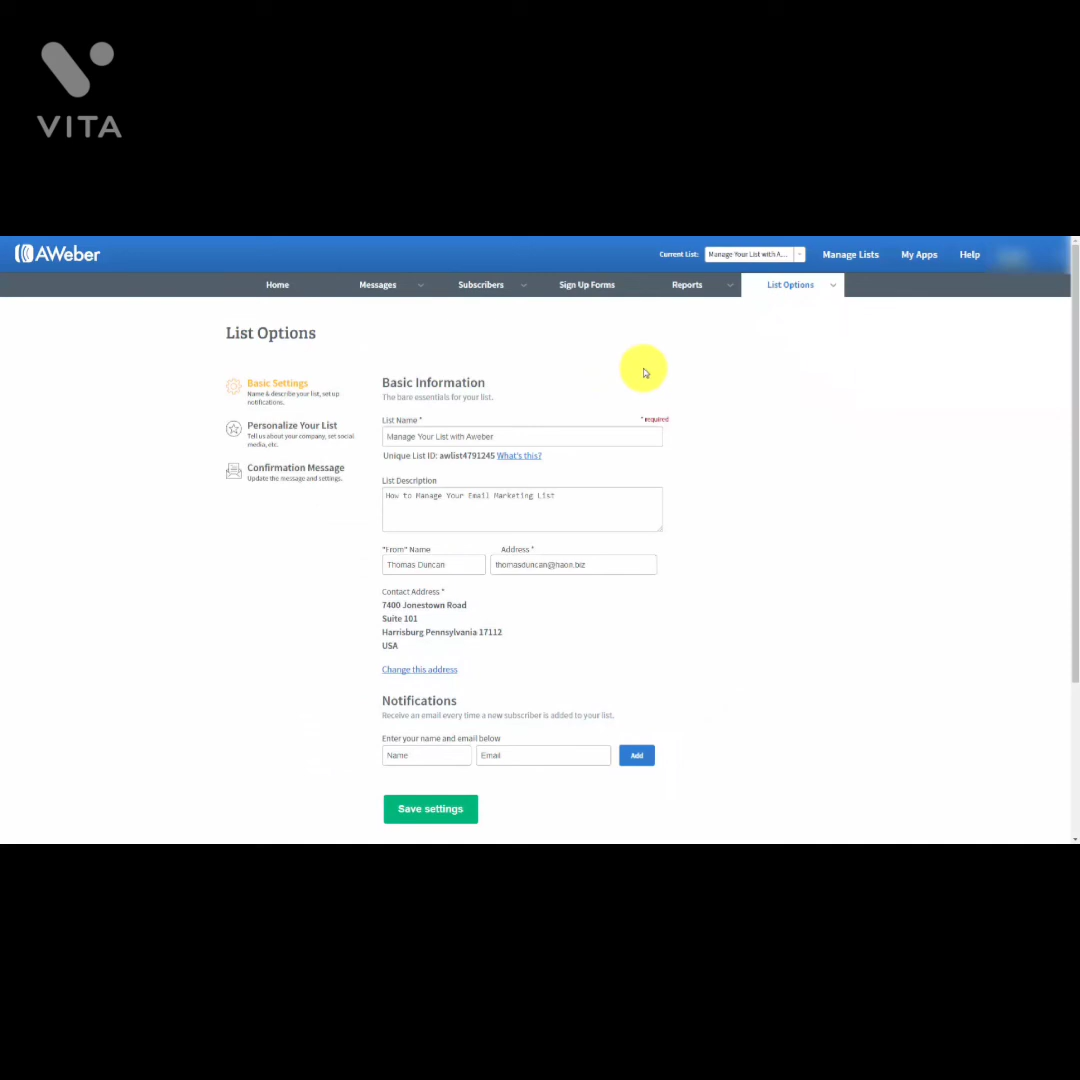 VITA
AWeber
Current List: Manage Your List with A... Manage Lists My Apps Help
Home Messages Subscribers Sign Up Forms Reports List Options
List Options
Basic Settings
Name & describe your list, set up
notifications.
Personalize Your List
Tell us about your company, set social
media, etc.
Confirmation Message
Update the message and settings.
Basic Information
The bare essentials for your list.
List Name * * required
Manage Your List with Aweber
Unique List ID: awlist4791245 What's this?
List Description
How to Manage Your Email Marketing List
"From" Name Address *
Thomas Duncan thomasduncan@haon.biz
Contact Address *
7400 Jonestown Road
Suite 101
Harrisburg Pennsylvania 17112
USA
Change this address
Notifications
Receive an email every time a new subscriber is added to your list.
Enter your name and email below
Name Email Add
Save settings